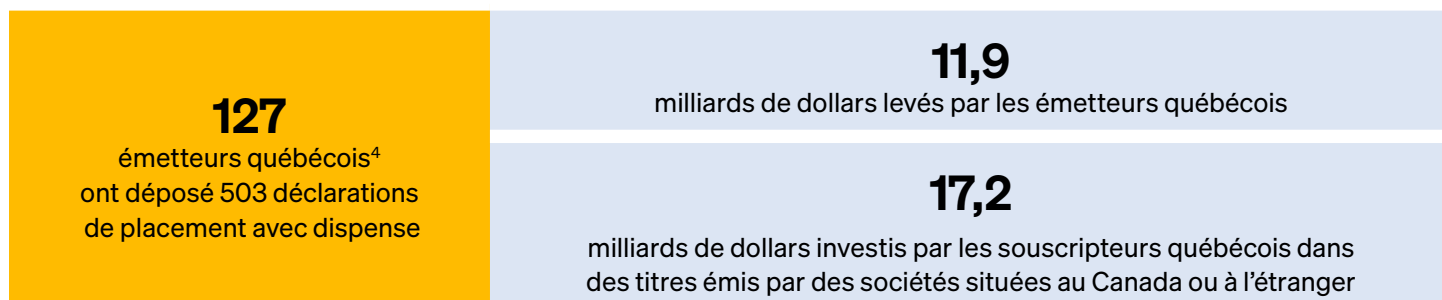 127
émetteurs québécois⁴
ont déposé 503 déclarations
de placement avec dispense
11,9
milliards de dollars levés par les émetteurs québécois
17,2
milliards de dollars investis par les souscripteurs québécois dans
des titres émis par des sociétés situées au Canada ou à l’étranger